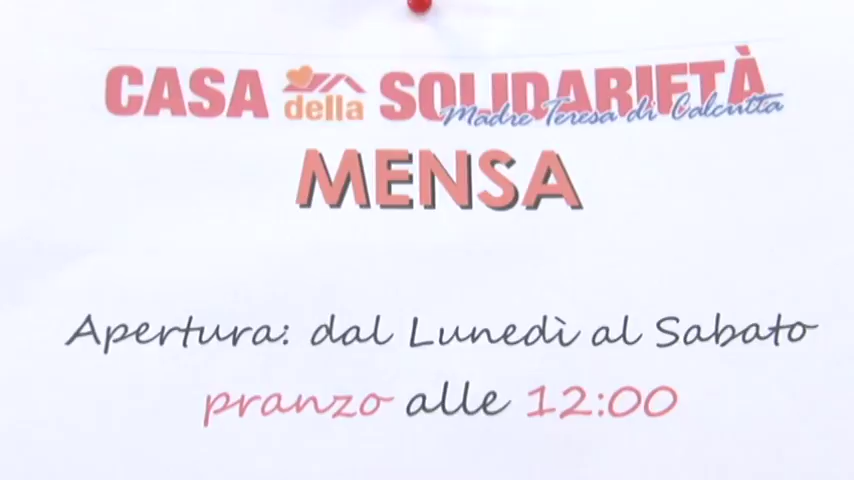 CASA della SOLIDARIETÀ
Madre Teresa di Calcutta
MENSA
Apertura: dal Lunedì al Sabato
pranzo alle 12:00